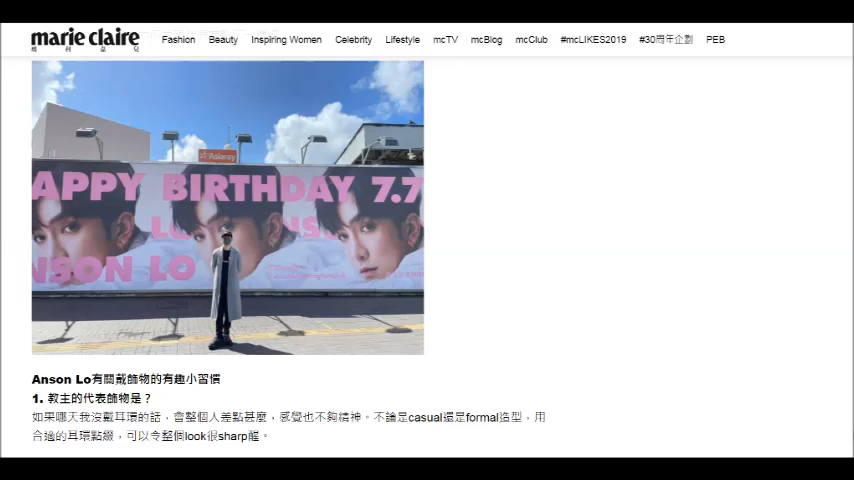 marie claire
Fashion Beauty Inspiring Women Celebrity Lifestyle mcTV mcBlog mcClub #mcLIKES2019 #30周年企劃 PEB
Asiaray
APPY BIRTHDAY 7.7
NSON LO
Anson Lo有關戴飾物的有趣小習慣
1. 教主的代表飾物是？
如果哪天我沒戴耳環的話，會整個人差點甚麼，感覺也不夠精神。不論是casual還是formal造型，用
合適的耳環點綴，可以令整個look很sharp醒。